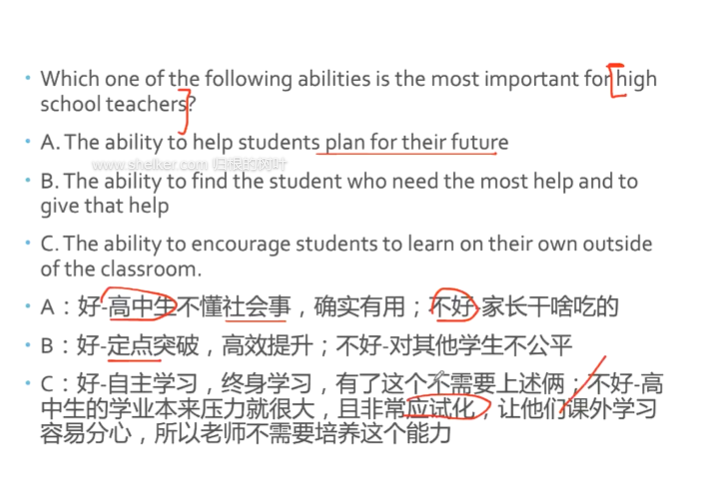 • Which one of the following abilities is the most important for high
school teachers?
• A. The ability to help students plan for their future
www.shelker.com 归根的树叶
• B. The ability to find the student who need the most help and to
give that help
• C. The ability to encourage students to learn on their own outside
of the classroom.
• A：好-高中生不懂社会事，确实有用；不好-家长干啥吃的
• B：好-定点突破，高效提升；不好-对其他学生不公平
• C：好-自主学习，终身学习，有了这个不需要上述俩；不好-高
中生的学业本来压力就很大，且非常应试化，让他们课外学习
容易分心，所以老师不需要培养这个能力